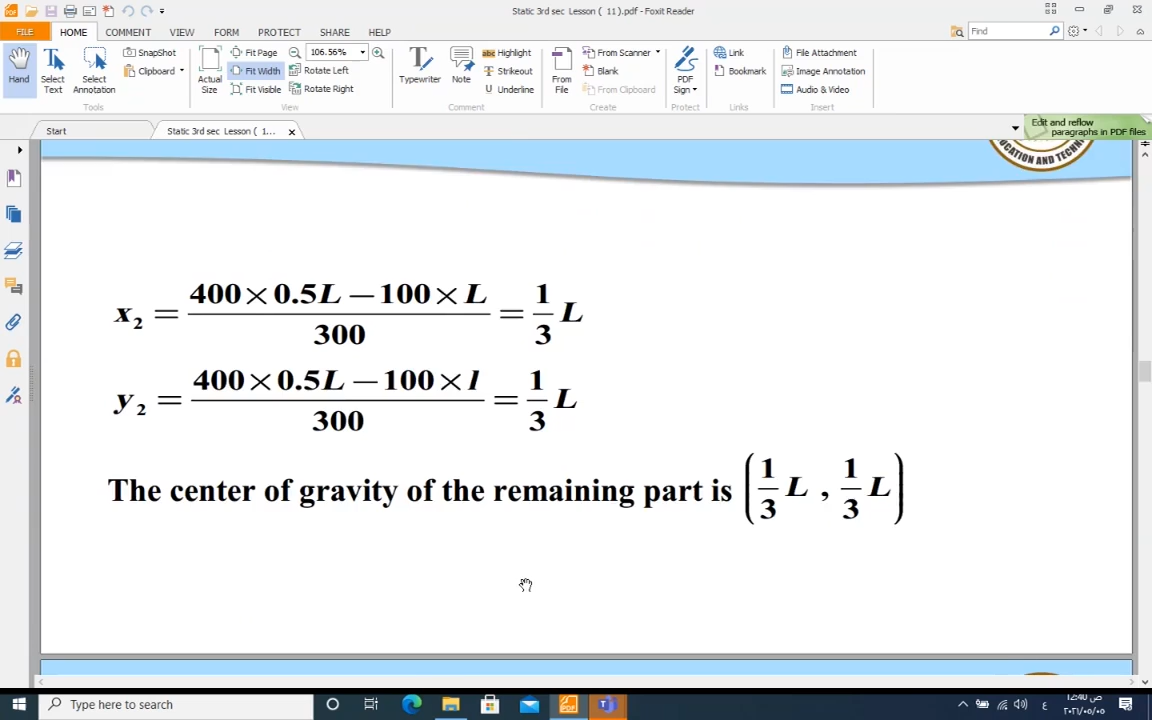 Static 3rd sec Lesson ( 11).pdf - Foxit Reader
FILE HOME COMMENT VIEW FORM PROTECT SHARE HELP Find
Hand Select Text Select Annotation SnapShot Clipboard Tools
Actual Size Fit Page Fit Width Fit Visible 106.56% Rotate Left Rotate Right View
Typewriter Note Highlight Strikeout Underline Comment
From File From Scanner Blank From Clipboard Create
PDF Sign Protect
Link Bookmark Links
File Attachment Image Annotation Audio & Video Insert
Start Static 3rd sec Lesson ( 1... Edit and reflow
paragraphs in PDF files
x₂ = (400×0.5L – 100×L) / 300 = 1/3 L
y₂ = (400×0.5L – 100×l) / 300 = 1/3 L
The center of gravity of the remaining part is (1/3 L , 1/3 L)
Type here to search
ع
12:40 ص
٢٠٢١/٠٥/٠٥